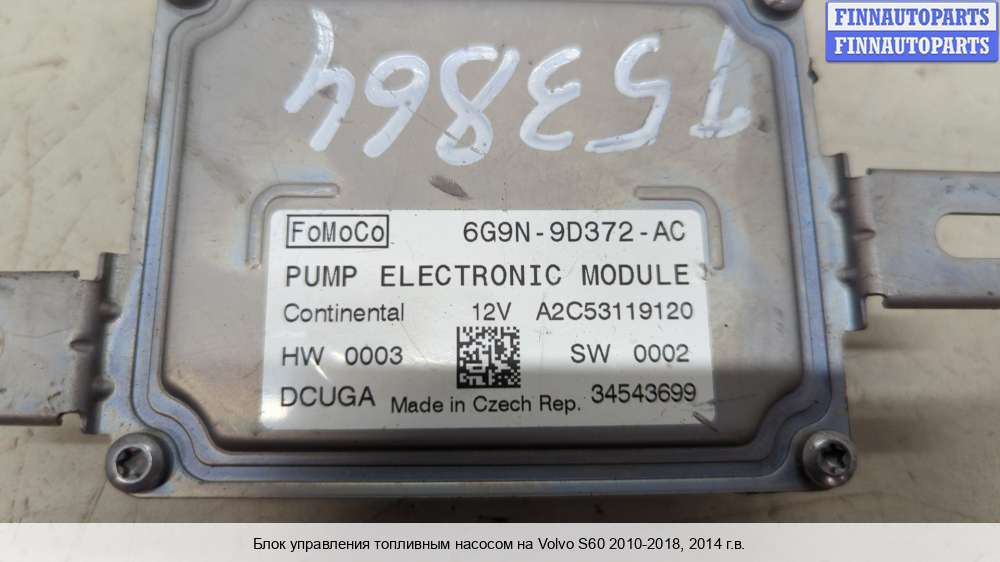 FINNAUTOPARTS
FINNAUTOPARTS
T53864
FoMoCo 6G9N-9D372-AC
PUMP ELECTRONIC MODULE
Continental 12V A2C53119120
HW 0003 SW 0002
DCUGA Made in Czech Rep. 34543699
Блок управления топливным насосом на Volvo S60 2010-2018, 2014 г.в.